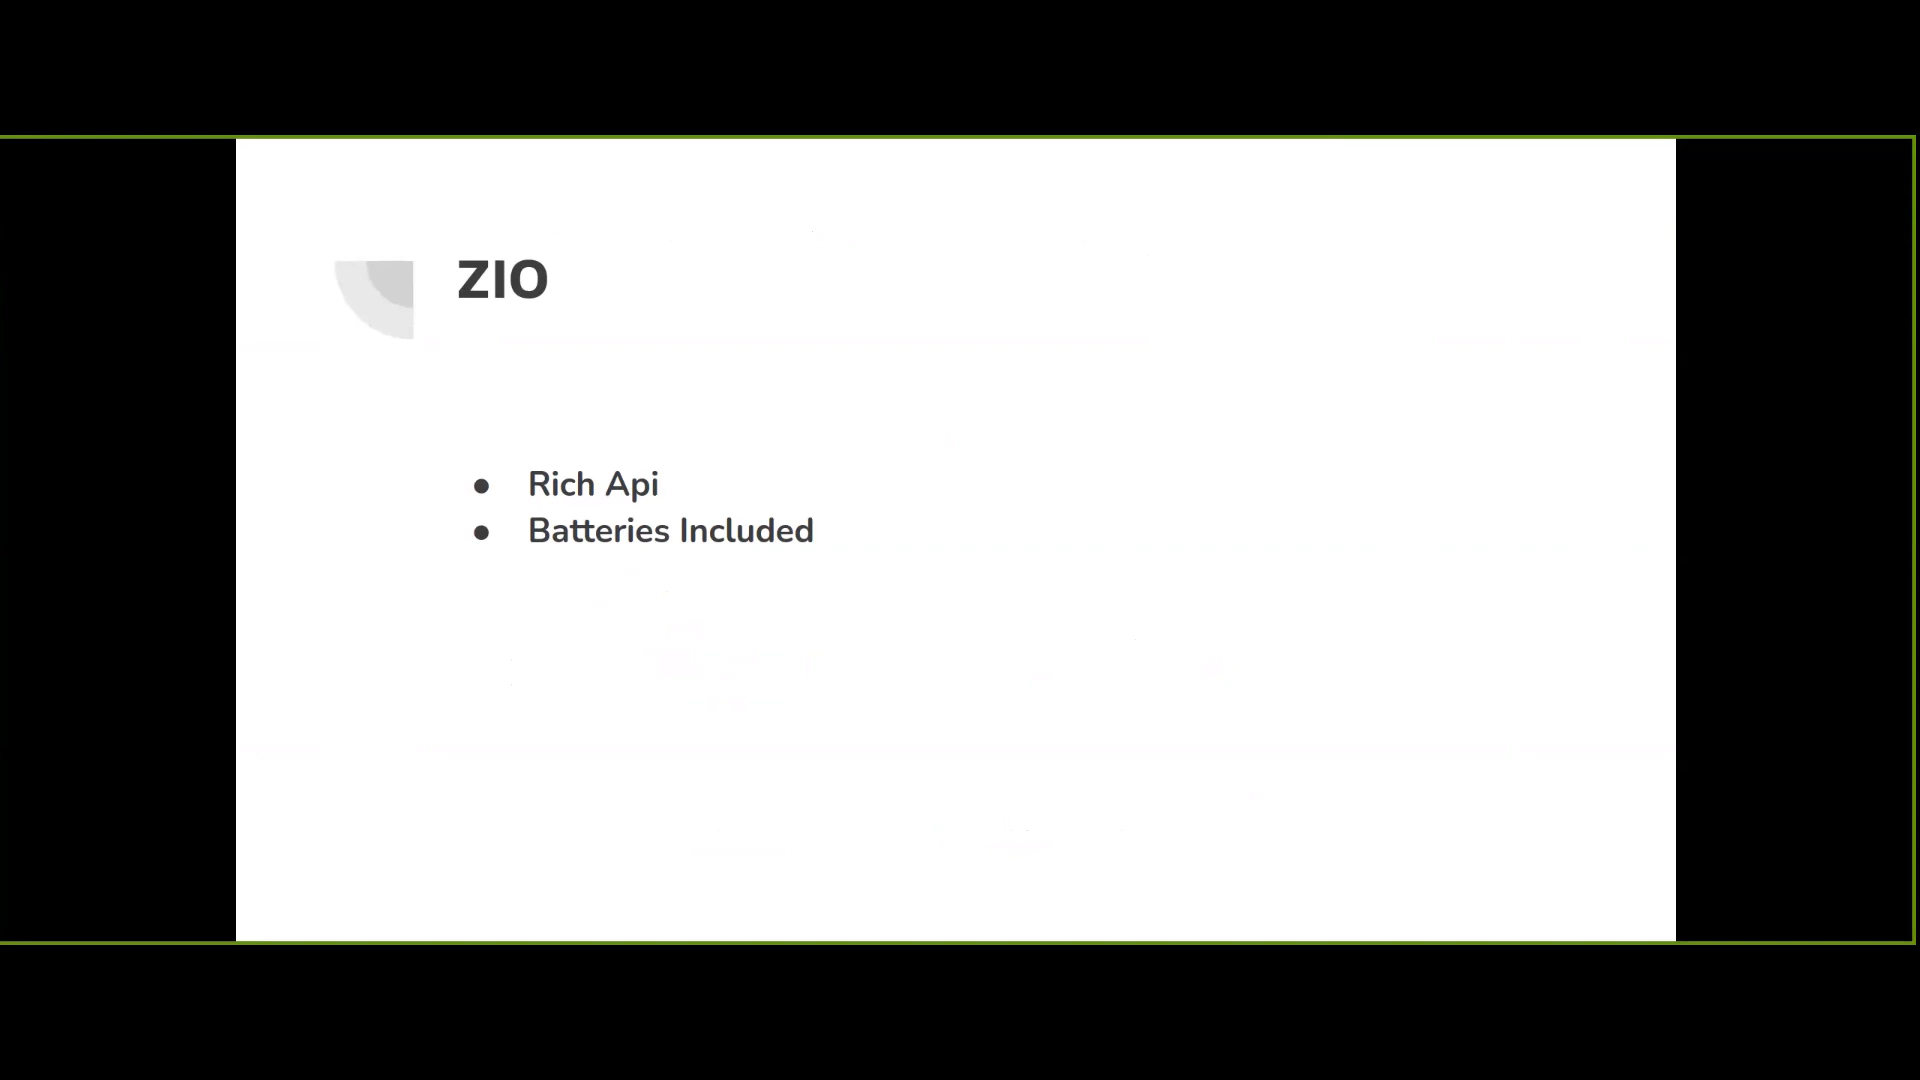 ZIO
● Rich Api
● Batteries Included